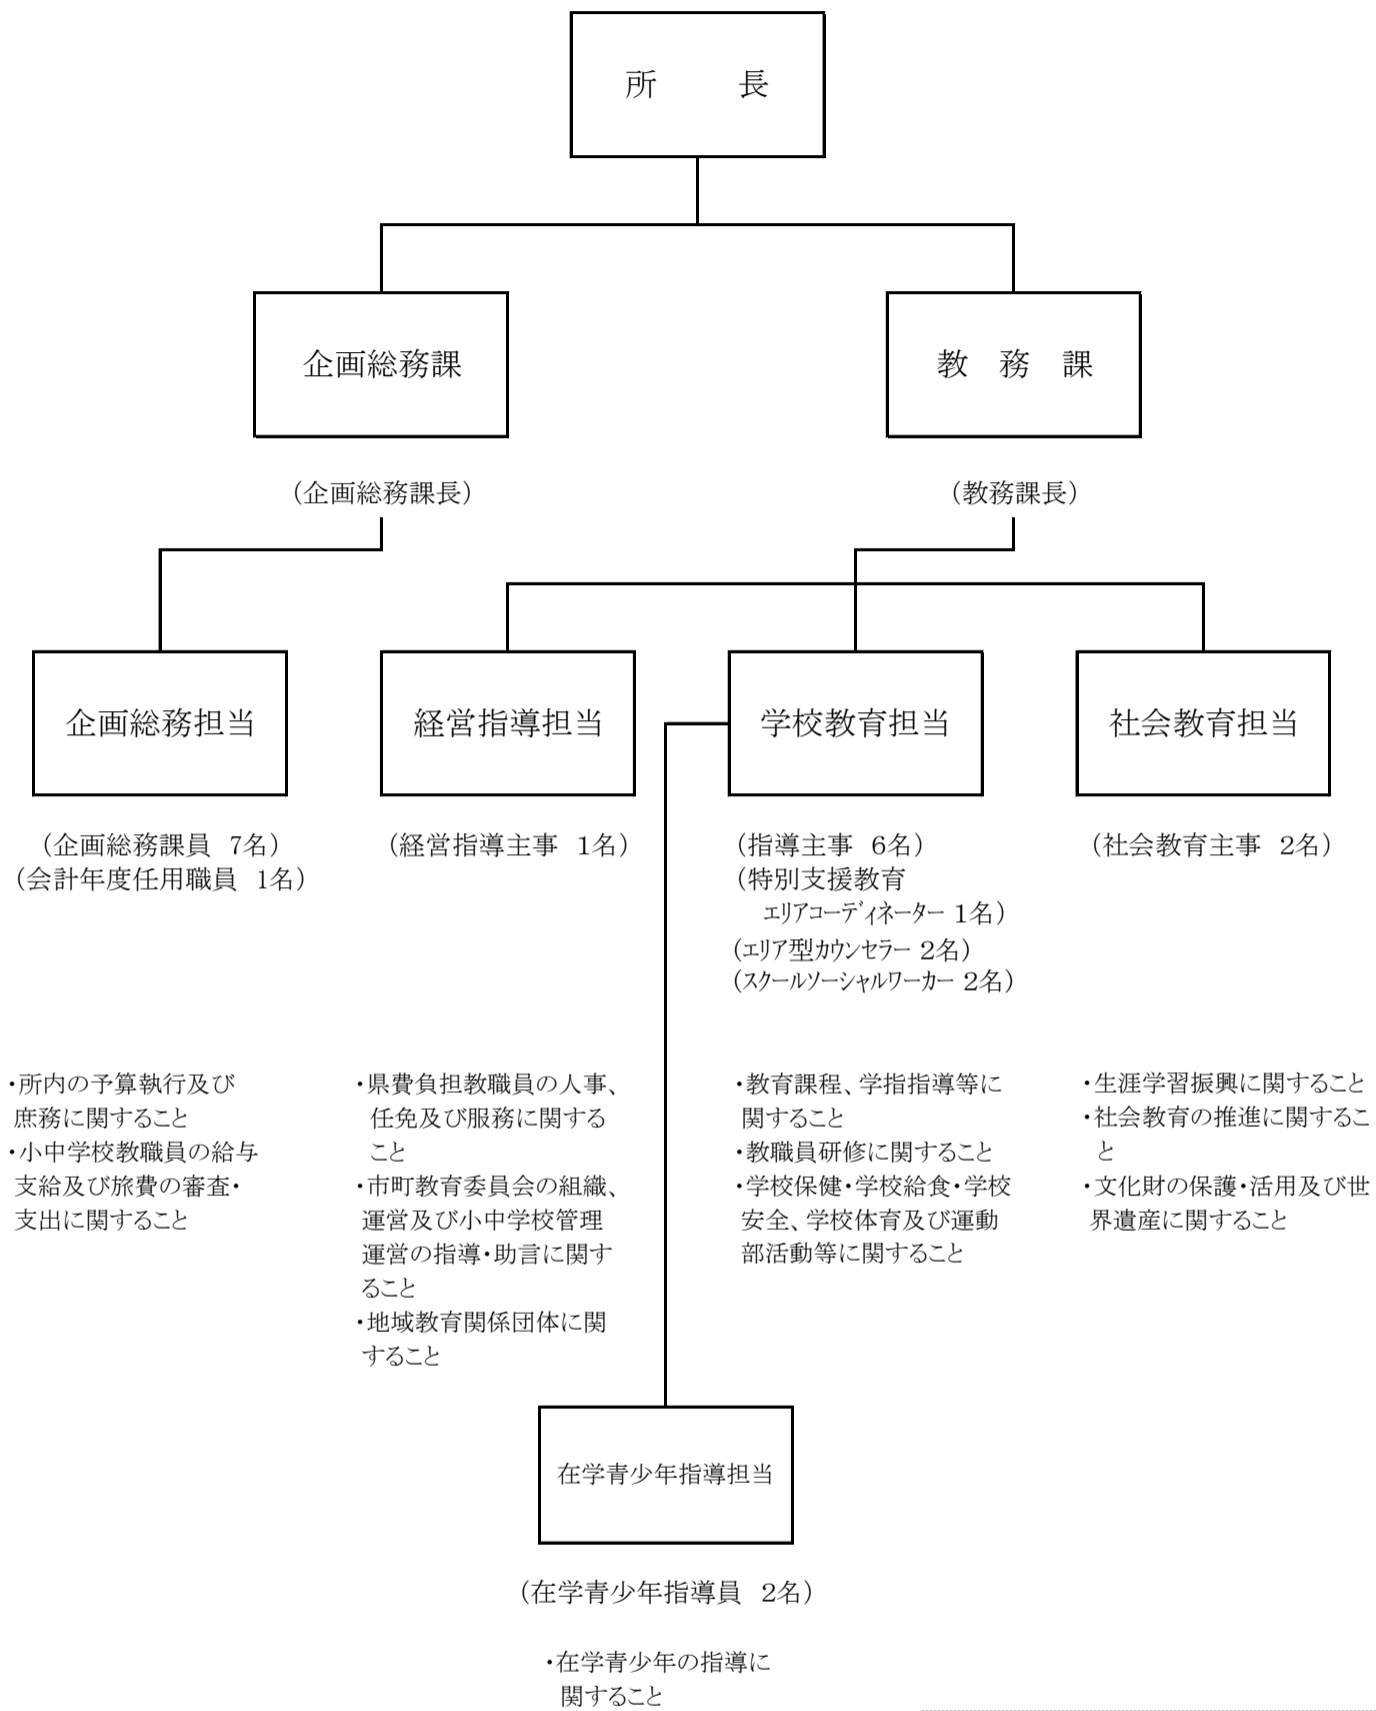 所　　長
企画総務課
教　務　課
（企画総務課長）
（教務課長）
企画総務担当
経営指導担当
学校教育担当
社会教育担当
（企画総務課員　7名）
（会計年度任用職員　1名）
（経営指導主事　1名）
（指導主事　6名）
（特別支援教育
エリアコーディネーター 1名）
（エリア型カウンセラー 2名）
（スクールソーシャルワーカー 2名）
（社会教育主事　2名）
・所内の予算執行及び
庶務に関すること
・小中学校教職員の給与
支給及び旅費の審査・
支出に関すること
・県費負担教職員の人事、
任免及び服務に関する
こと
・市町教育委員会の組織、
運営及び小中学校管理
運営の指導・助言に関す
ること
・地域教育関係団体に関
すること
・教育課程、学指指導等に
関すること
・教職員研修に関すること
・学校保健・学校給食・学校
安全、学校体育及び運動
部活動等に関すること
・生涯学習振興に関すること
・社会教育の推進に関するこ
と
・文化財の保護・活用及び世
界遺産に関すること
在学青少年指導担当
（在学青少年指導員　2名）
・在学青少年の指導に
関すること